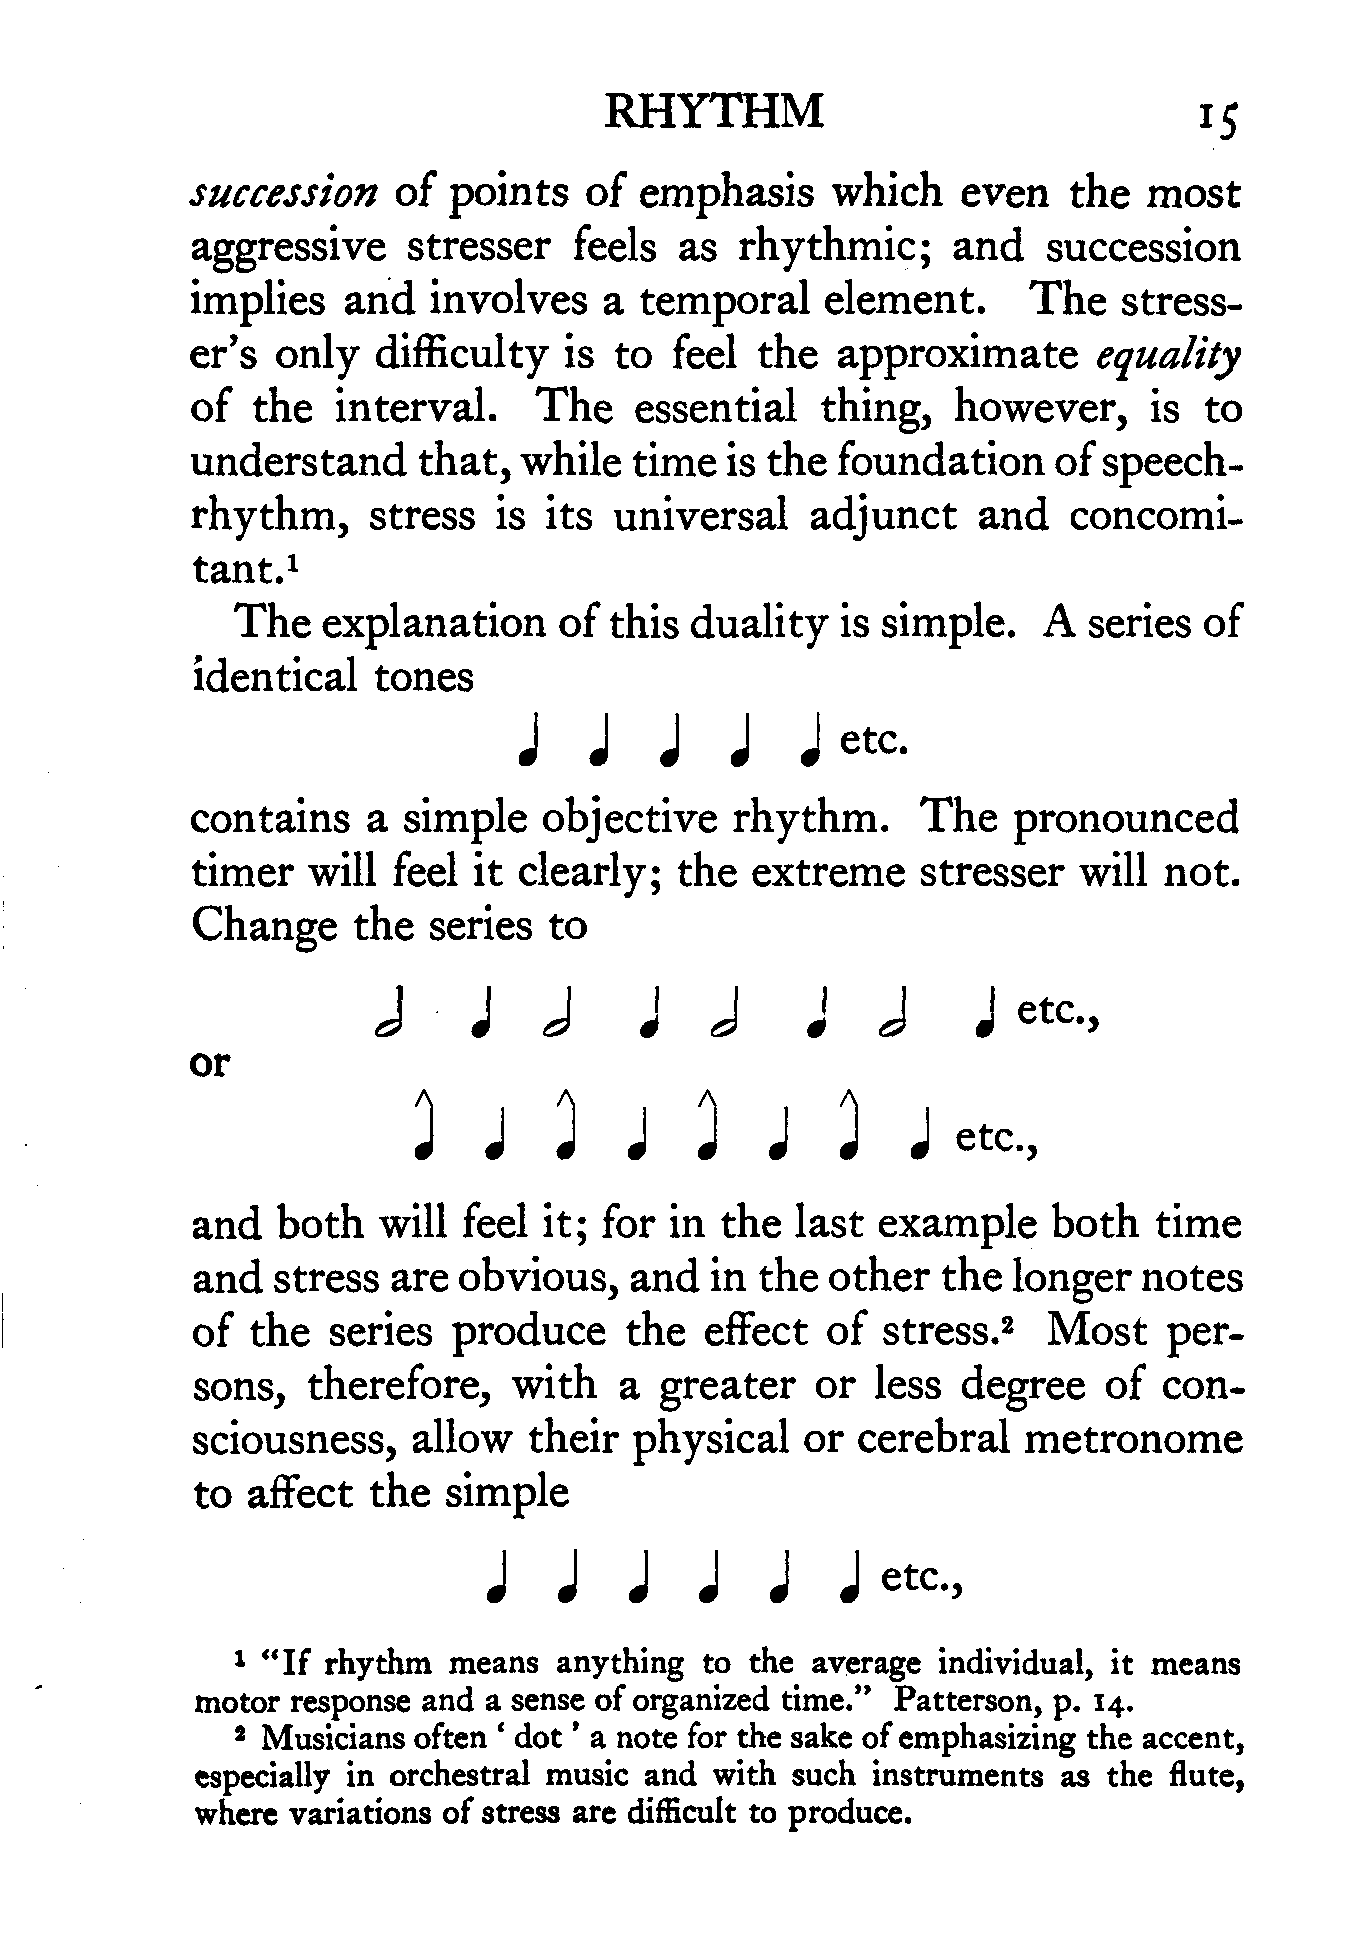 RHYTHM 15
succession of points of emphasis which even the most
aggressive stresser feels as rhythmic; and succession
implies and involves a temporal element. The stress-
er's only difficulty is to feel the approximate equality
of the interval. The essential thing, however, is to
understand that, while time is the foundation of speech-
rhythm, stress is its universal adjunct and concomi-
tant.¹
The explanation of this duality is simple. A series of
identical tones
♩ ♩ ♩ ♩ ♩ etc.
contains a simple objective rhythm. The pronounced
timer will feel it clearly; the extreme stresser will not.
Change the series to
𝅗𝅥 ♩ 𝅗𝅥 ♩ 𝅗𝅥 ♩ 𝅗𝅥 ♩ etc.,
or
♩̂ ♩ ♩̂ ♩ ♩̂ ♩ ♩̂ ♩ etc.,
and both will feel it; for in the last example both time
and stress are obvious, and in the other the longer notes
of the series produce the effect of stress.² Most per-
sons, therefore, with a greater or less degree of con-
sciousness, allow their physical or cerebral metronome
to affect the simple
♩ ♩ ♩ ♩ ♩ ♩ etc.,
¹ "If rhythm means anything to the average individual, it means
motor response and a sense of organized time." Patterson, p. 14.
² Musicians often ' dot ' a note for the sake of emphasizing the accent,
especially in orchestral music and with such instruments as the flute,
where variations of stress are difficult to produce.